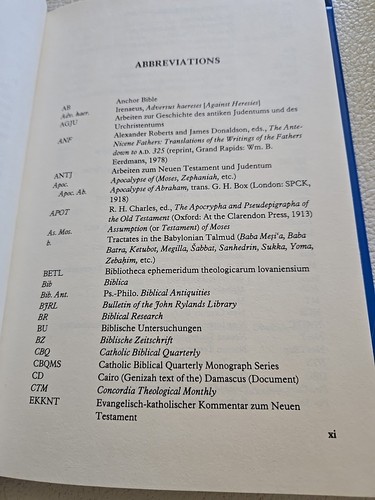 ABBREVIATIONS
AB Anchor Bible
Adv. haer. Irenaeus, Adversus haereses [Against Heresies]
AGJU Arbeiten zur Geschichte des antiken Judentums und des
Urchristentums
ANF Alexander Roberts and James Donaldson, eds., The Ante-
Nicene Fathers: Translations of the Writings of the Fathers
down to A.D. 325 (reprint, Grand Rapids: Wm. B.
Eerdmans, 1978)
ANTJ Arbeiten zum Neuen Testament und Judentum
Apoc. Apocalypse of (Moses, Zephaniah, etc.)
Apoc. Ab. Apocalypse of Abraham, trans. G. H. Box (London: SPCK,
1918)
APOT R. H. Charles, ed., The Apocrypha and Pseudepigrapha of
the Old Testament (Oxford: At the Clarendon Press, 1913)
As. Mos. Assumption (or Testament) of Moses
b. Tractates in the Babylonian Talmud (Baba Meṣi'a, Baba
Batra, Ketubot, Megilla, Šabbat, Sanhedrin, Sukka, Yoma,
Zebaḥim, etc.)
BETL Bibliotheca ephemeridum theologicarum lovaniensium
Bib Biblica
Bib. Ant. Ps.-Philo. Biblical Antiquities
BJRL Bulletin of the John Rylands Library
BR Biblical Research
BU Biblische Untersuchungen
BZ Biblische Zeitschrift
CBQ Catholic Biblical Quarterly
CBQMS Catholic Biblical Quarterly Monograph Series
CD Cairo (Genizah text of the) Damascus (Document)
CTM Concordia Theological Monthly
EKKNT Evangelisch-katholischer Kommentar zum Neuen
Testament
xi